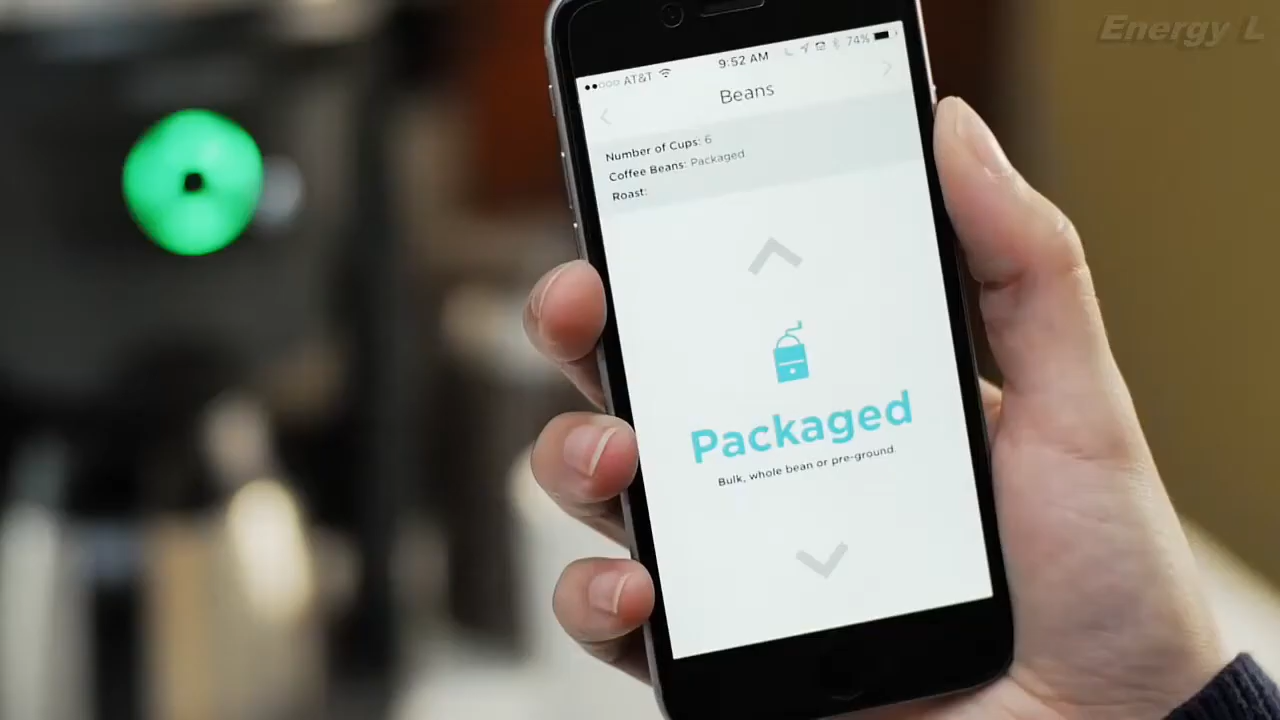 Energy L
AT&T 9:52 AM 74%
Beans
Number of Cups: 6
Coffee Beans: Packaged
Roast:
Packaged
Bulk, whole bean or pre-ground.